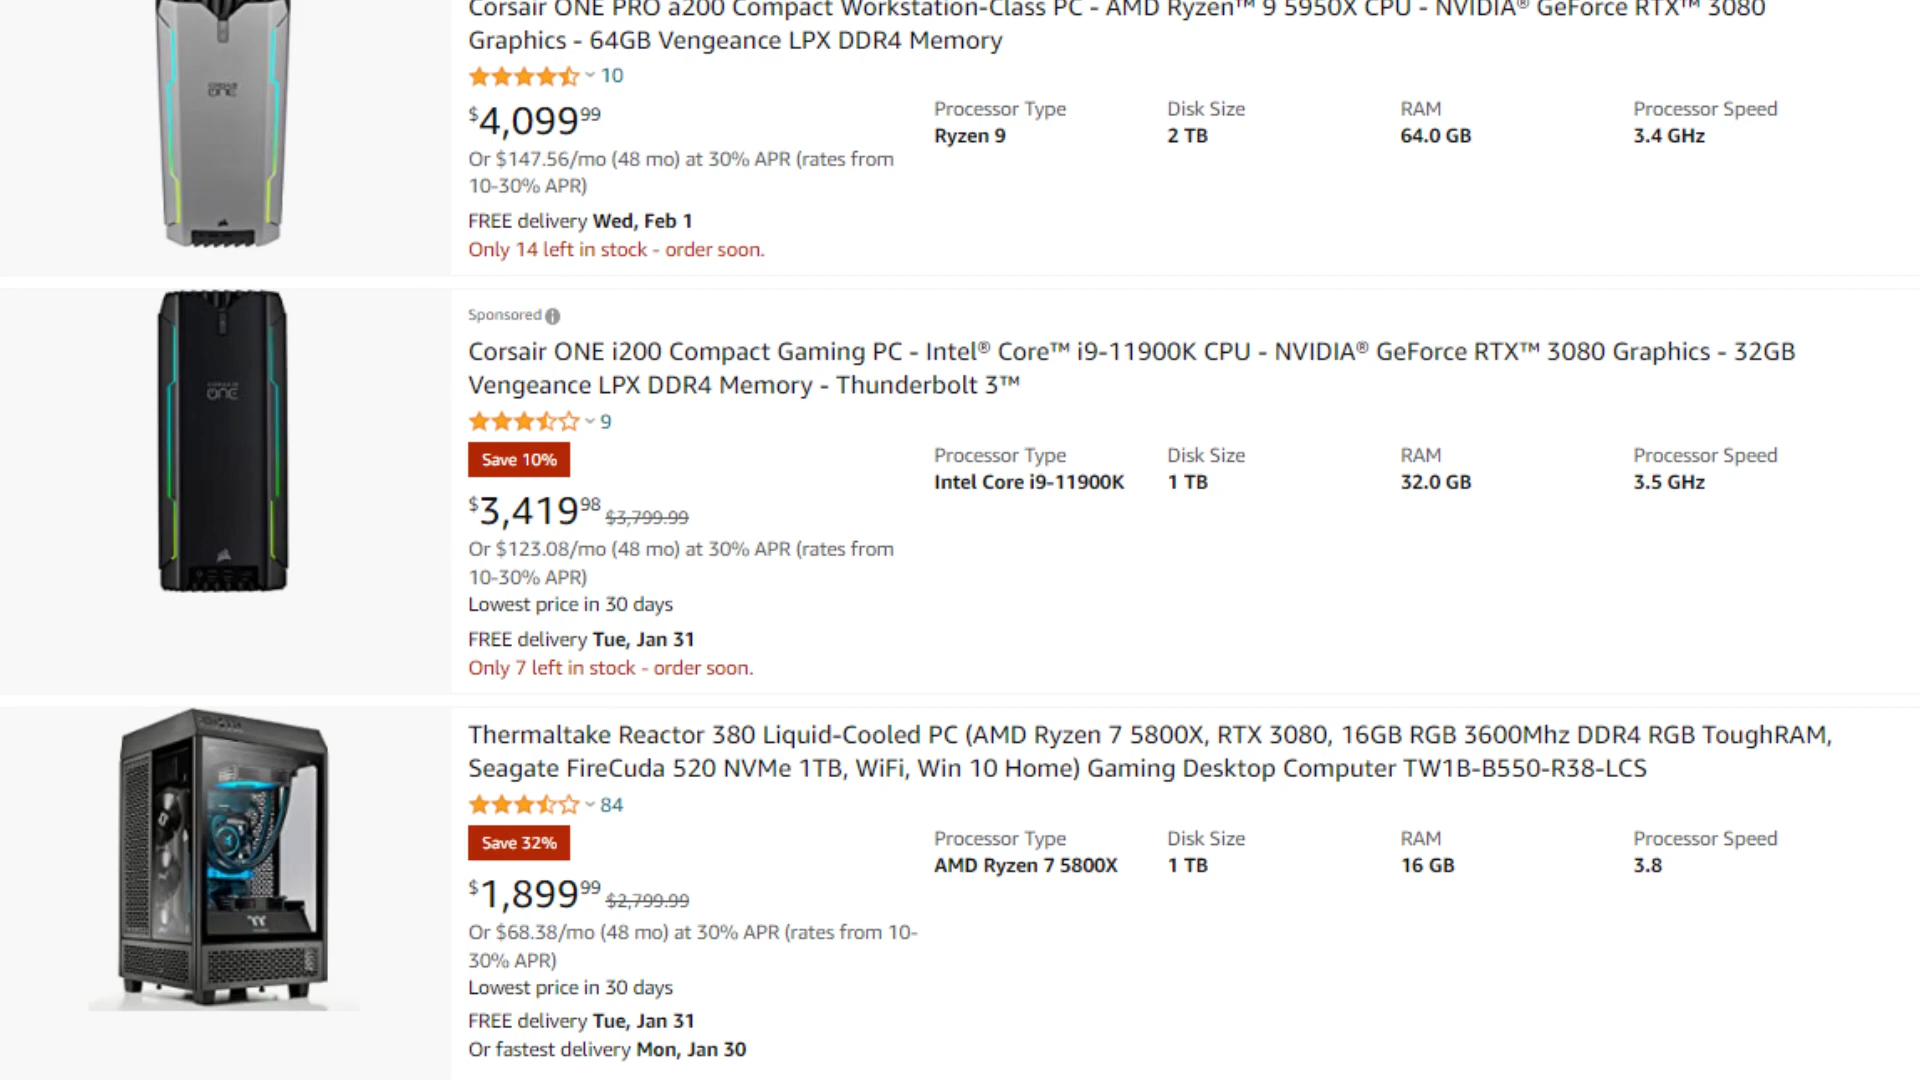 Corsair ONE PRO a200 Compact Workstation-Class PC - AMD Ryzen™ 9 5950X CPU - NVIDIA® GeForce RTX™ 3080
Graphics - 64GB Vengeance LPX DDR4 Memory
10
$4,09999
Processor Type
Disk Size
RAM
Processor Speed
Ryzen 9
2 TB
64.0 GB
3.4 GHz
Or $147.56/mo (48 mo) at 30% APR (rates from
10-30% APR)
FREE delivery Wed, Feb 1
Only 14 left in stock - order soon.
CORSAIR
ONE
Sponsored
Corsair ONE i200 Compact Gaming PC - Intel® Core™ i9-11900K CPU - NVIDIA® GeForce RTX™ 3080 Graphics - 32GB
Vengeance LPX DDR4 Memory - Thunderbolt 3™
9
Save 10%
Processor Type
Disk Size
RAM
Processor Speed
Intel Core i9-11900K
1 TB
32.0 GB
3.5 GHz
$3,41998 $3,799.99
Or $123.08/mo (48 mo) at 30% APR (rates from
10-30% APR)
Lowest price in 30 days
FREE delivery Tue, Jan 31
Only 7 left in stock - order soon.
CORSAIR
ONE
Thermaltake Reactor 380 Liquid-Cooled PC (AMD Ryzen 7 5800X, RTX 3080, 16GB RGB 3600Mhz DDR4 RGB ToughRAM,
Seagate FireCuda 520 NVMe 1TB, WiFi, Win 10 Home) Gaming Desktop Computer TW1B-B550-R38-LCS
84
Save 32%
Processor Type
Disk Size
RAM
Processor Speed
AMD Ryzen 7 5800X
1 TB
16 GB
3.8
$1,89999 $2,799.99
Or $68.38/mo (48 mo) at 30% APR (rates from 10-
30% APR)
Lowest price in 30 days
FREE delivery Tue, Jan 31
Or fastest delivery Mon, Jan 30